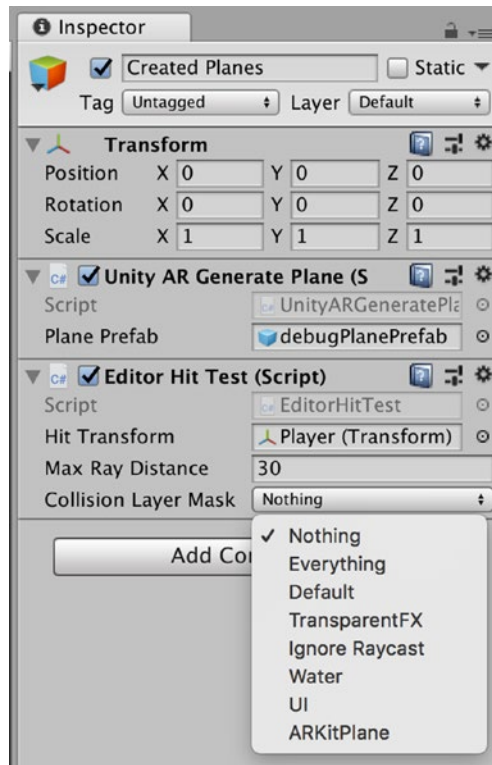 Inspector
Created Planes Static
Tag Untagged Layer Default
Transform
Position X 0 Y 0 Z 0
Rotation X 0 Y 0 Z 0
Scale X 1 Y 1 Z 1
C# Unity AR Generate Plane (S
Script UnityARGeneratePla
Plane Prefab debugPlanePrefab
C# Editor Hit Test (Script)
Script EditorHitTest
Hit Transform Player (Transform)
Max Ray Distance 30
Collision Layer Mask Nothing
✓ Nothing
Add Co
Everything
Default
TransparentFX
Ignore Raycast
Water
UI
ARKitPlane